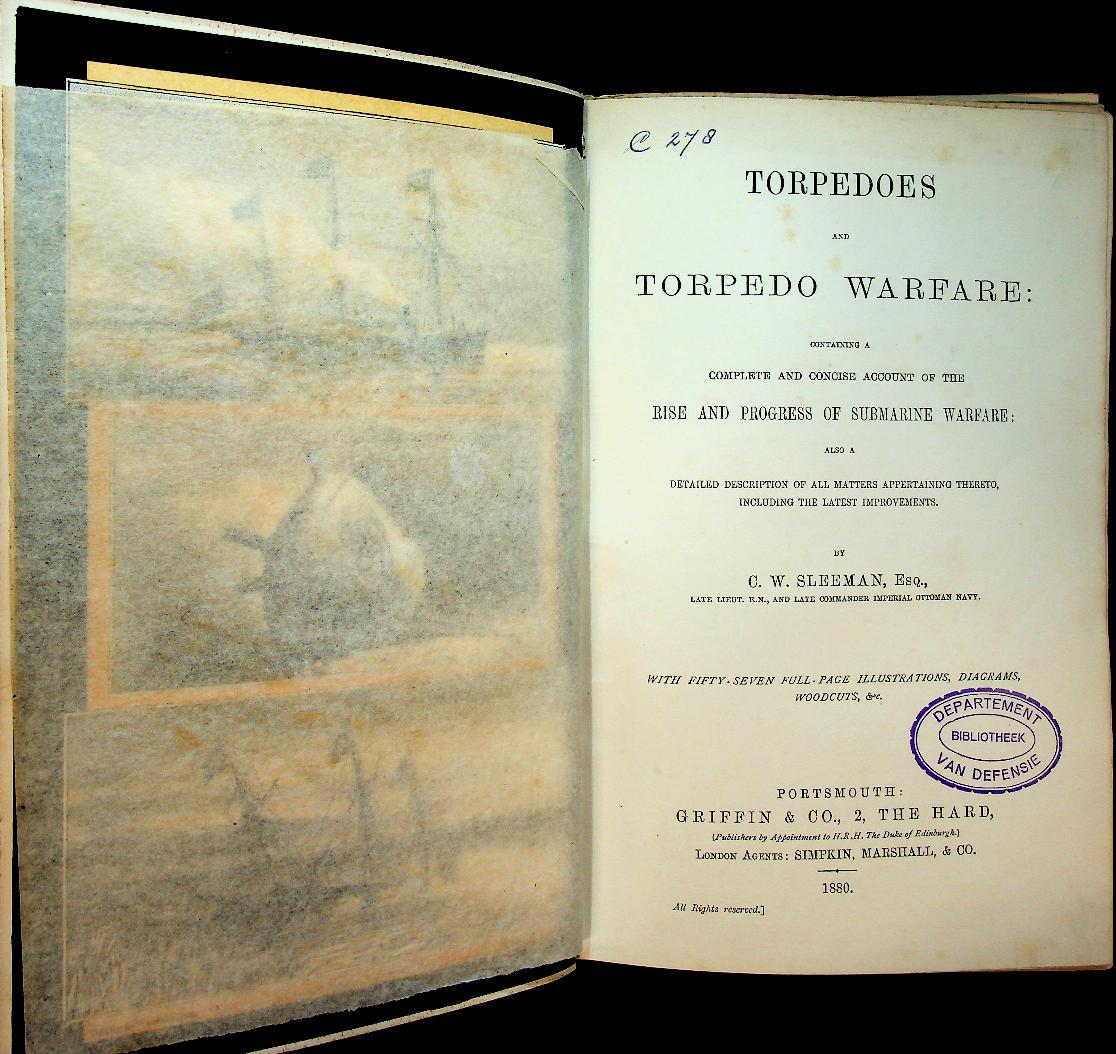 C 278
TORPEDOES
AND
TORPEDO WARFARE:
CONTAINING A
COMPLETE AND CONCISE ACCOUNT OF THE
RISE AND PROGRESS OF SUBMARINE WARFARE;
ALSO A
DETAILED DESCRIPTION OF ALL MATTERS APPERTAINING THERETO,
INCLUDING THE LATEST IMPROVEMENTS.
BY
C. W. SLEEMAN, Esq.,
LATE LIEUT. R.N., AND LATE COMMANDER IMPERIAL OTTOMAN NAVY.
WITH FIFTY-SEVEN FULL-PAGE ILLUSTRATIONS, DIAGRAMS,
WOODCUTS, &c.
DEPARTEMENT
BIBLIOTHEEK
VAN DEFENSIE
PORTSMOUTH:
GRIFFIN & CO., 2, THE HARD,
(Publishers by Appointment to H.R.H. The Duke of Edinburgh.)
London Agents: SIMPKIN, MARSHALL, & CO.
1880.
All Rights reserved.]